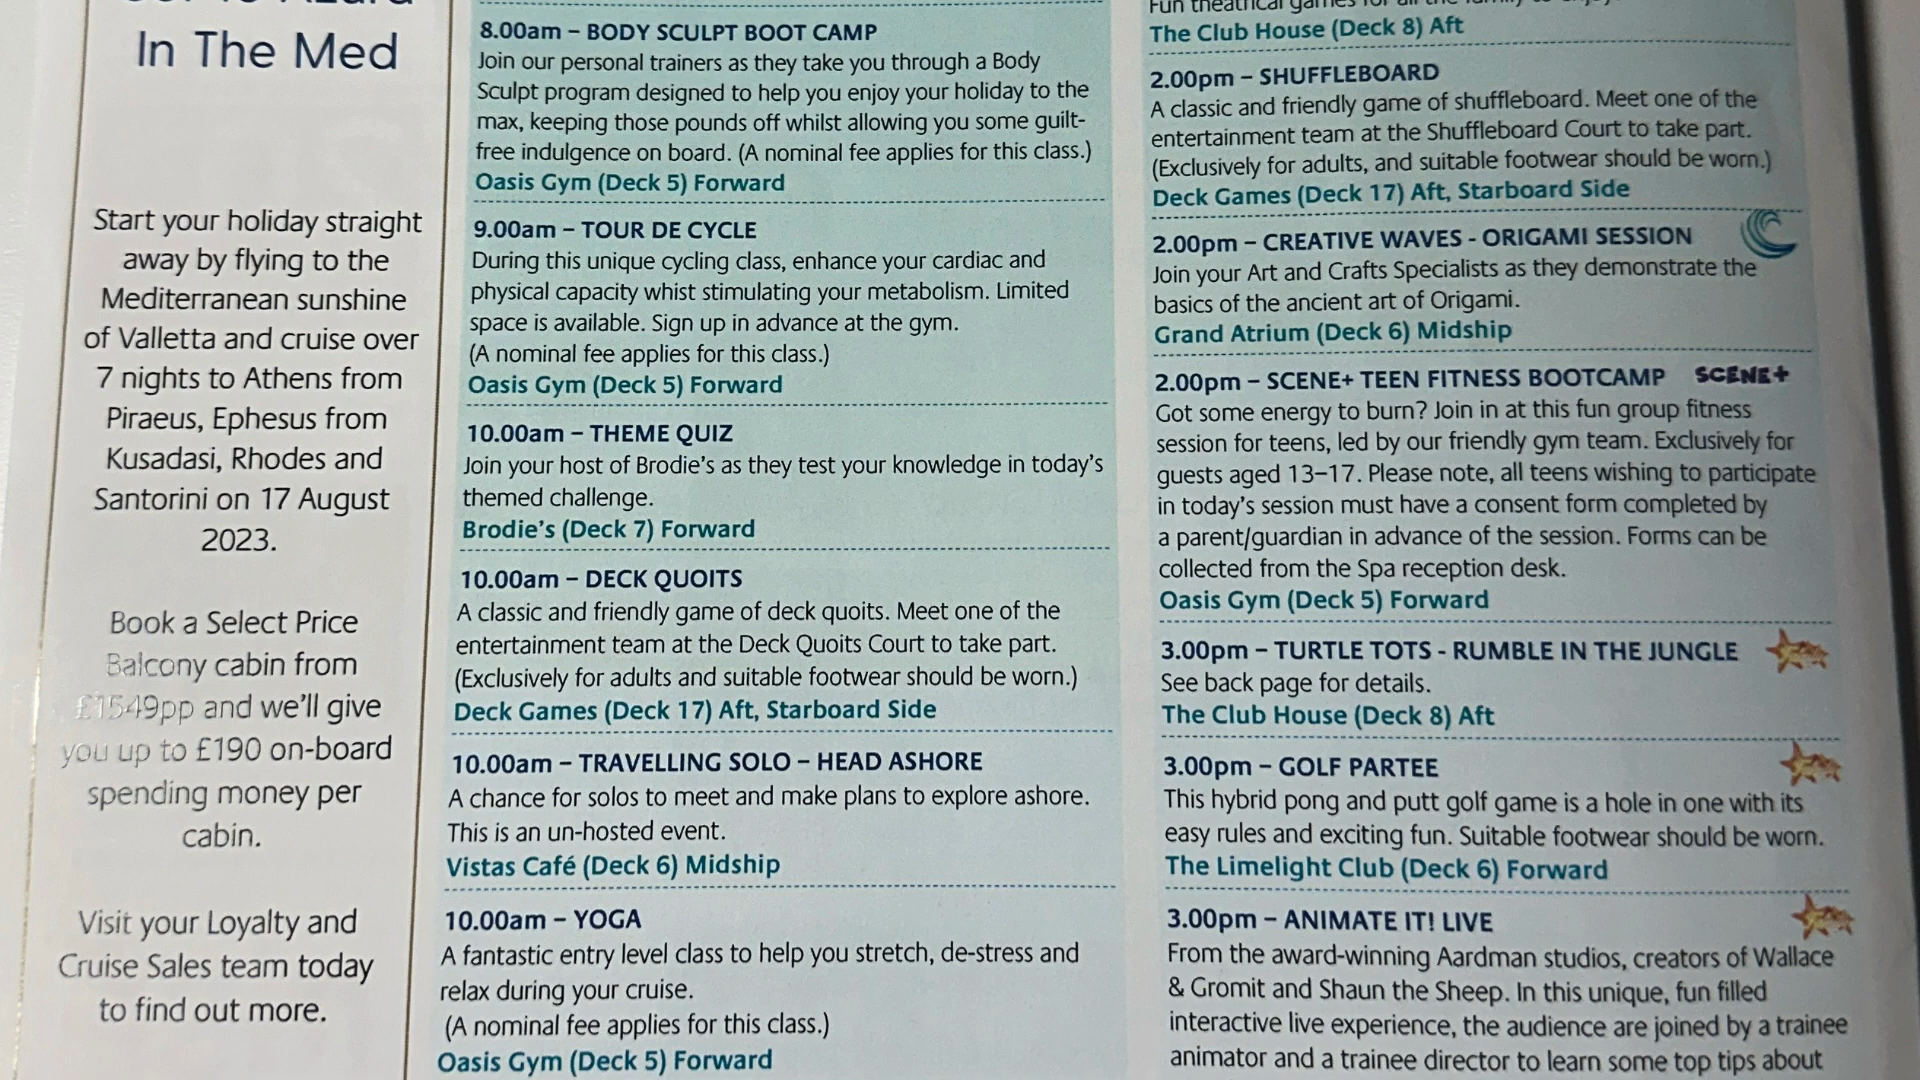 In The Med
Start your holiday straight
away by flying to the
Mediterranean sunshine
of Valletta and cruise over
7 nights to Athens from
Piraeus, Ephesus from
Kusadasi, Rhodes and
Santorini on 17 August
2023.
Book a Select Price
Balcony cabin from
£1549pp and we'll give
you up to £190 on-board
spending money per
cabin.
Visit your Loyalty and
Cruise Sales team today
to find out more.
8.00am – BODY SCULPT BOOT CAMP
Join our personal trainers as they take you through a Body
Sculpt program designed to help you enjoy your holiday to the
max, keeping those pounds off whilst allowing you some guilt-
free indulgence on board. (A nominal fee applies for this class.)
Oasis Gym (Deck 5) Forward
9.00am – TOUR DE CYCLE
During this unique cycling class, enhance your cardiac and
physical capacity whist stimulating your metabolism. Limited
space is available. Sign up in advance at the gym.
(A nominal fee applies for this class.)
Oasis Gym (Deck 5) Forward
10.00am – THEME QUIZ
Join your host of Brodie's as they test your knowledge in today's
themed challenge.
Brodie's (Deck 7) Forward
10.00am – DECK QUOITS
A classic and friendly game of deck quoits. Meet one of the
entertainment team at the Deck Quoits Court to take part.
(Exclusively for adults and suitable footwear should be worn.)
Deck Games (Deck 17) Aft, Starboard Side
10.00am – TRAVELLING SOLO – HEAD ASHORE
A chance for solos to meet and make plans to explore ashore.
This is an un-hosted event.
Vistas Café (Deck 6) Midship
10.00am – YOGA
A fantastic entry level class to help you stretch, de-stress and
relax during your cruise.
(A nominal fee applies for this class.)
Oasis Gym (Deck 5) Forward
Fun theatrical games for all the family to enjoy.
The Club House (Deck 8) Aft
2.00pm – SHUFFLEBOARD
A classic and friendly game of shuffleboard. Meet one of the
entertainment team at the Shuffleboard Court to take part.
(Exclusively for adults, and suitable footwear should be worn.)
Deck Games (Deck 17) Aft, Starboard Side
2.00pm – CREATIVE WAVES - ORIGAMI SESSION
Join your Art and Crafts Specialists as they demonstrate the
basics of the ancient art of Origami.
Grand Atrium (Deck 6) Midship
2.00pm – SCENE+ TEEN FITNESS BOOTCAMP SCENE+
Got some energy to burn? Join in at this fun group fitness
session for teens, led by our friendly gym team. Exclusively for
guests aged 13–17. Please note, all teens wishing to participate
in today's session must have a consent form completed by
a parent/guardian in advance of the session. Forms can be
collected from the Spa reception desk.
Oasis Gym (Deck 5) Forward
3.00pm – TURTLE TOTS - RUMBLE IN THE JUNGLE
See back page for details.
The Club House (Deck 8) Aft
3.00pm – GOLF PARTEE
This hybrid pong and putt golf game is a hole in one with its
easy rules and exciting fun. Suitable footwear should be worn.
The Limelight Club (Deck 6) Forward
3.00pm – ANIMATE IT! LIVE
From the award-winning Aardman studios, creators of Wallace
& Gromit and Shaun the Sheep. In this unique, fun filled
interactive live experience, the audience are joined by a trainee
animator and a trainee director to learn some top tips about